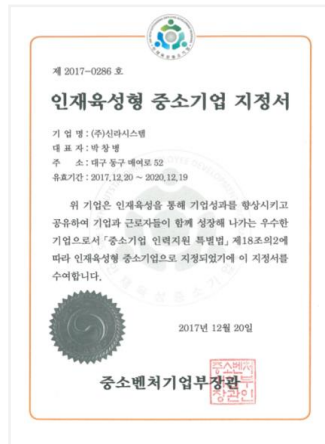 제 2017-0286 호
인재육성형 중소기업 지정서
기 업 명 : (주)신라시스템
대 표 자 : 박 창 병
주 소 : 대구 동구 매여로 52
유효기간 : 2017.12.20 ~ 2020.12.19
위 기업은 인재육성을 통해 기업성과를 향상시키고
공유하여 기업과 근로자들이 함께 성장해 나가는 우수한
기업으로서 「중소기업 인력지원 특별법」 제18조의2에
따라 인재육성형 중소기업으로 지정되었기에 이 지정서를
수여합니다.
2017년 12월 20일
중소벤처기업부장관